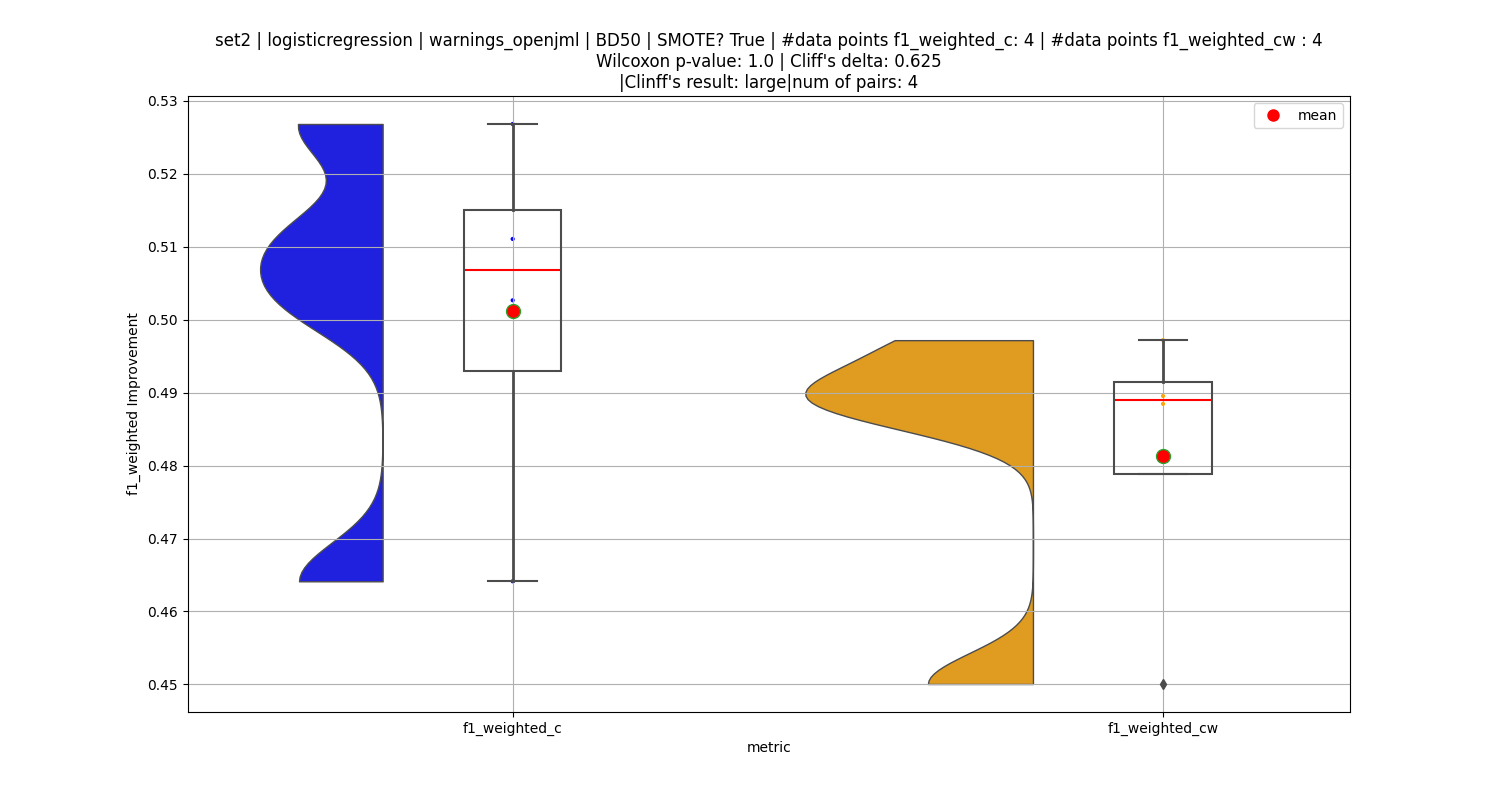 set2 | logisticregression | warnings_openjml | BD50 | SMOTE? True | #data points f1_weighted_c: 4 | #data points f1_weighted_cw : 4
Wilcoxon p-value: 1.0 | Cliff's delta: 0.625
|Clinff's result: large|num of pairs: 4
mean
0.53
0.52
0.51
0.50
0.49
0.48
0.47
0.46
0.45
f1_weighted Improvement
f1_weighted_c
f1_weighted_cw
metric